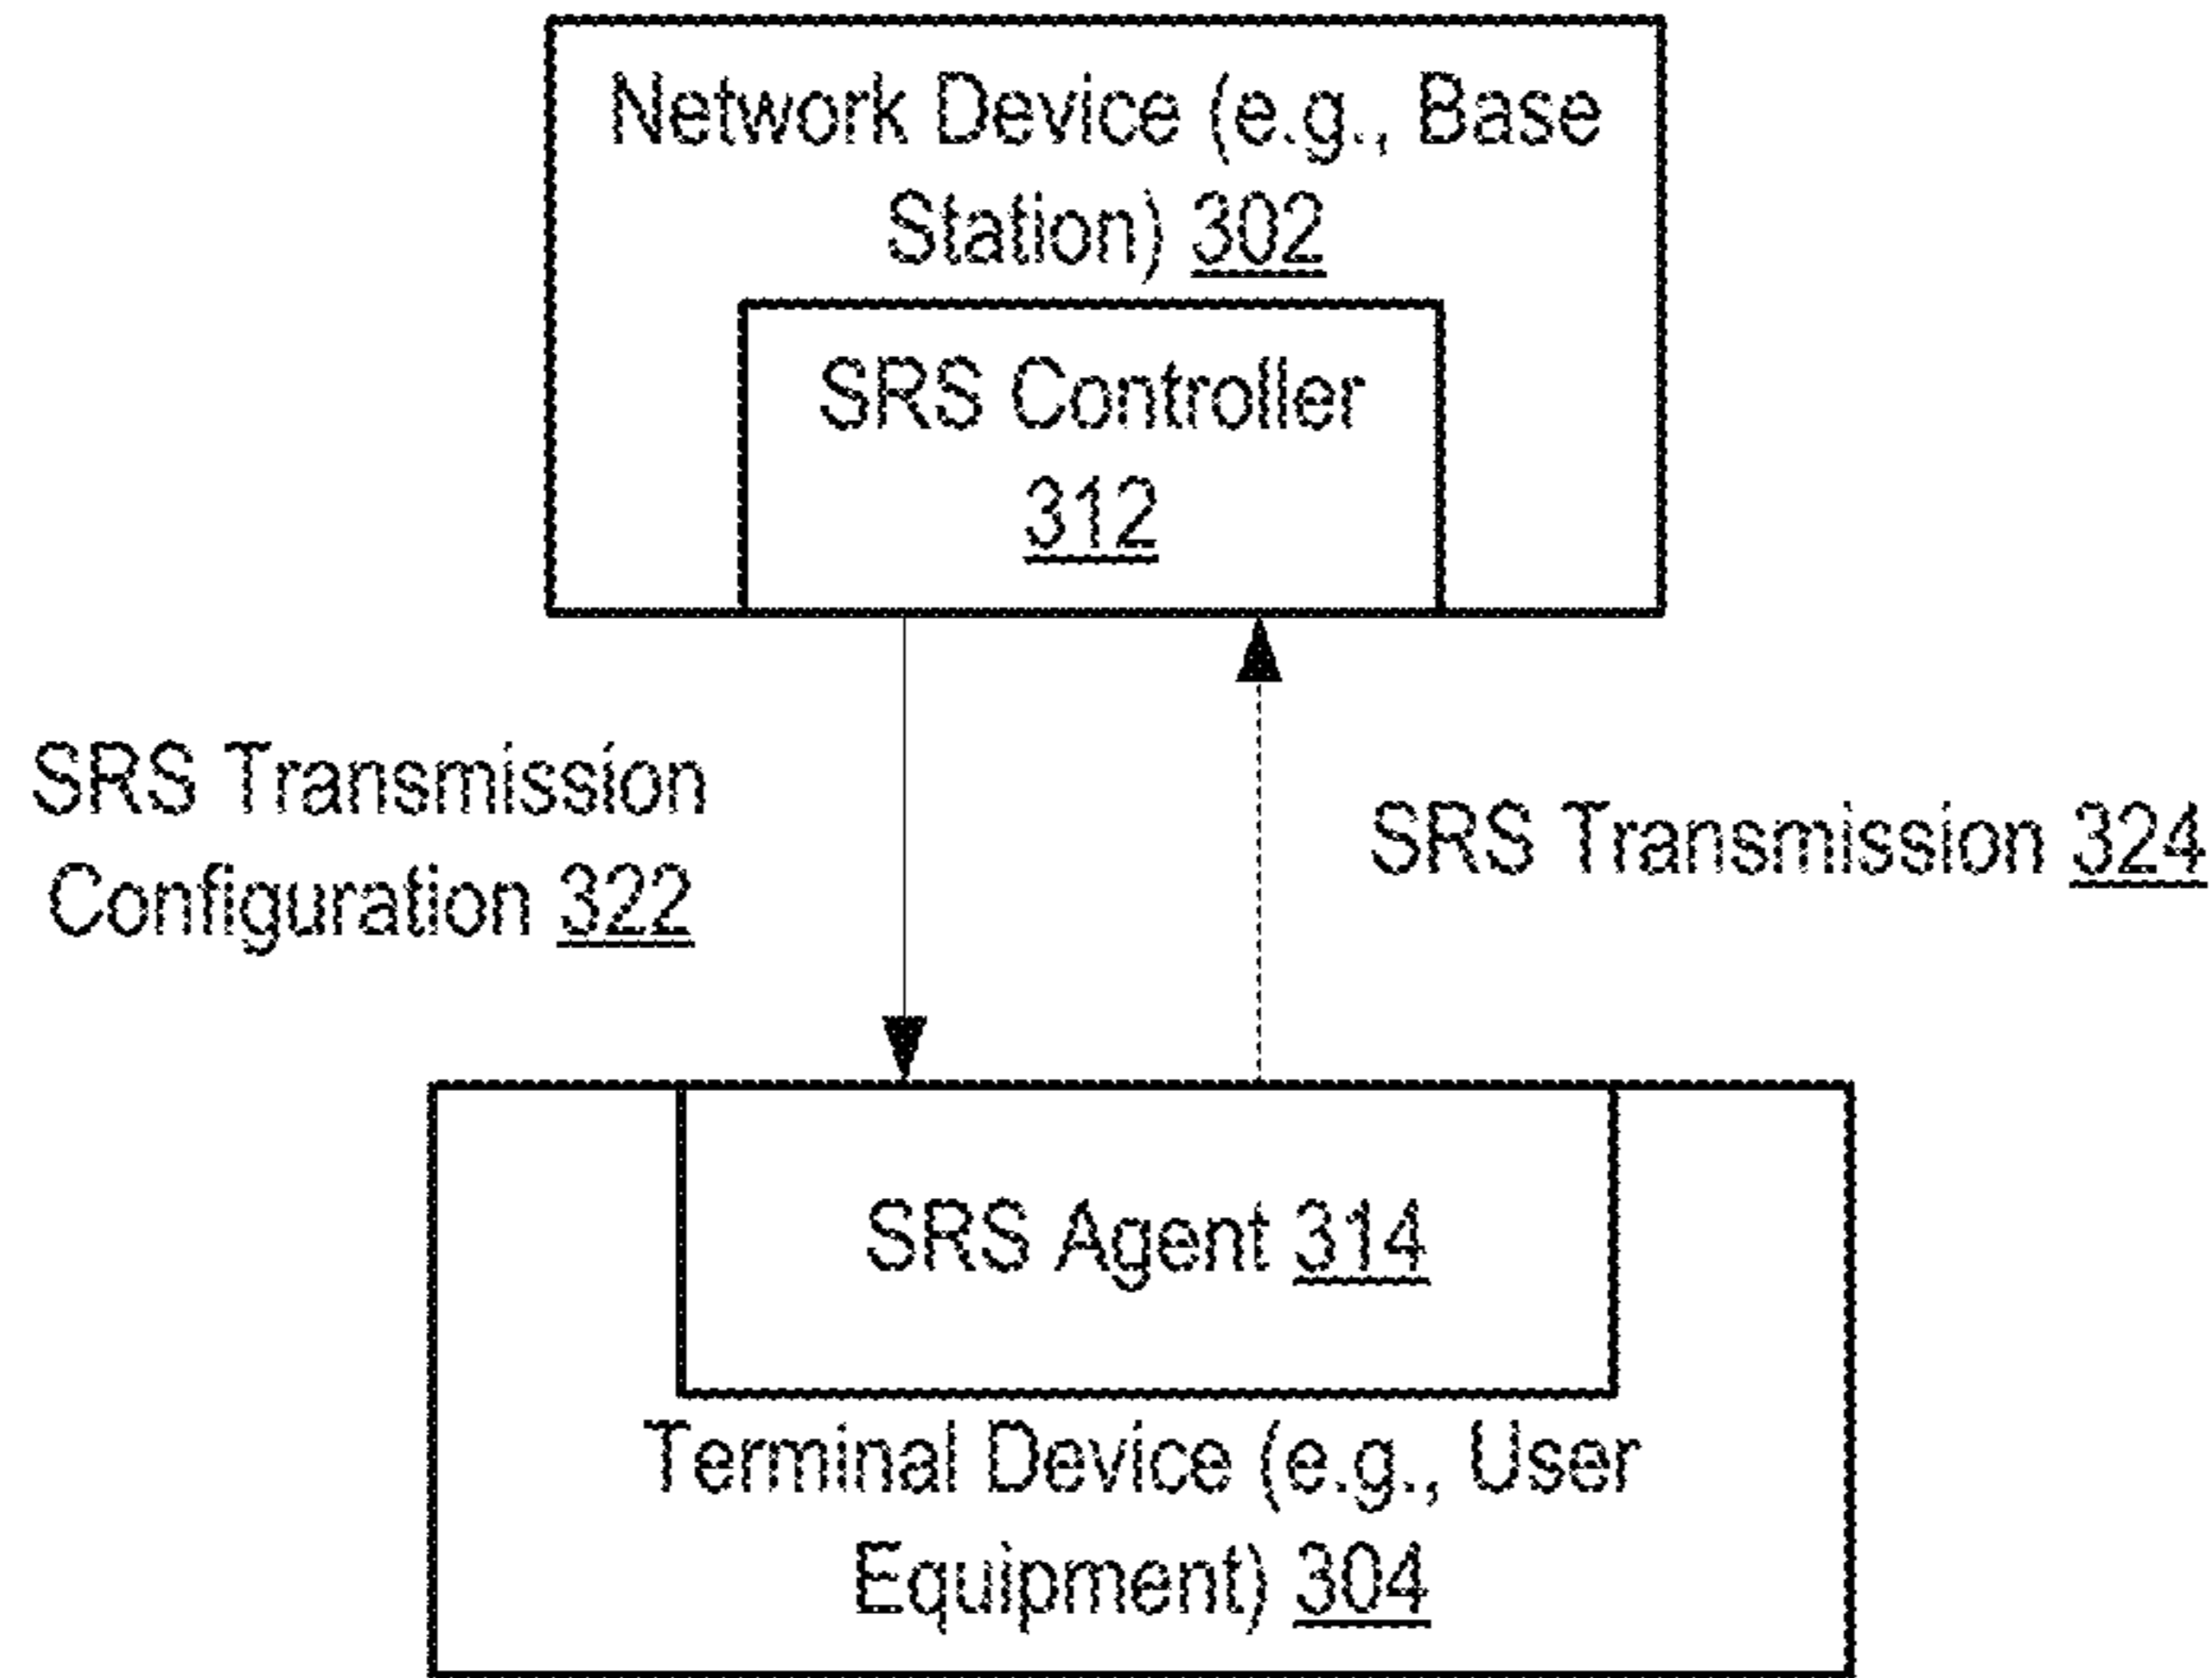 Network Device (e.g., Base
Station) 302
SRS Controller
312
SRS Transmission
Configuration 322
SRS Transmission 324
SRS Agent 314
Terminal Device (e.g., User
Equipment) 304